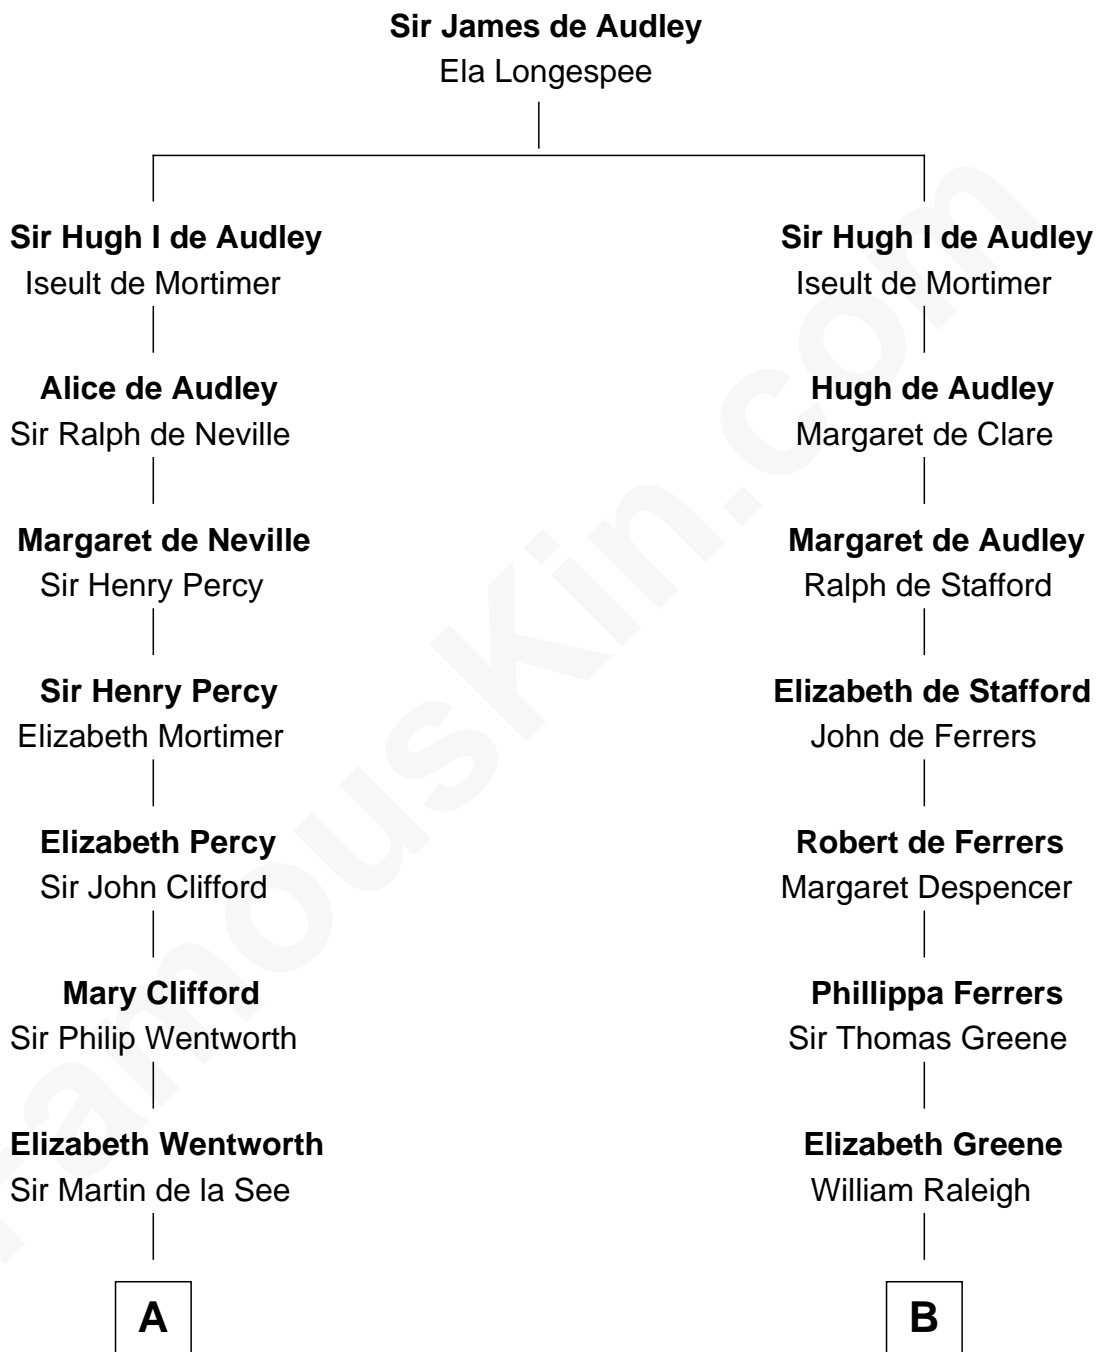 Sir James de Audley
Ela Longespee
Sir Hugh I de Audley
Iseult de Mortimer
Alice de Audley
Sir Ralph de Neville
Margaret de Neville
Sir Henry Percy
Sir Henry Percy
Elizabeth Mortimer
Elizabeth Percy
Sir John Clifford
Mary Clifford
Sir Philip Wentworth
Elizabeth Wentworth
Sir Martin de la See
A
Sir Hugh I de Audley
Iseult de Mortimer
Hugh de Audley
Margaret de Clare
Margaret de Audley
Ralph de Stafford
Elizabeth de Stafford
John de Ferrers
Robert de Ferrers
Margaret Despencer
Phillippa Ferrers
Sir Thomas Greene
Elizabeth Greene
William Raleigh
B
FamousKin.com